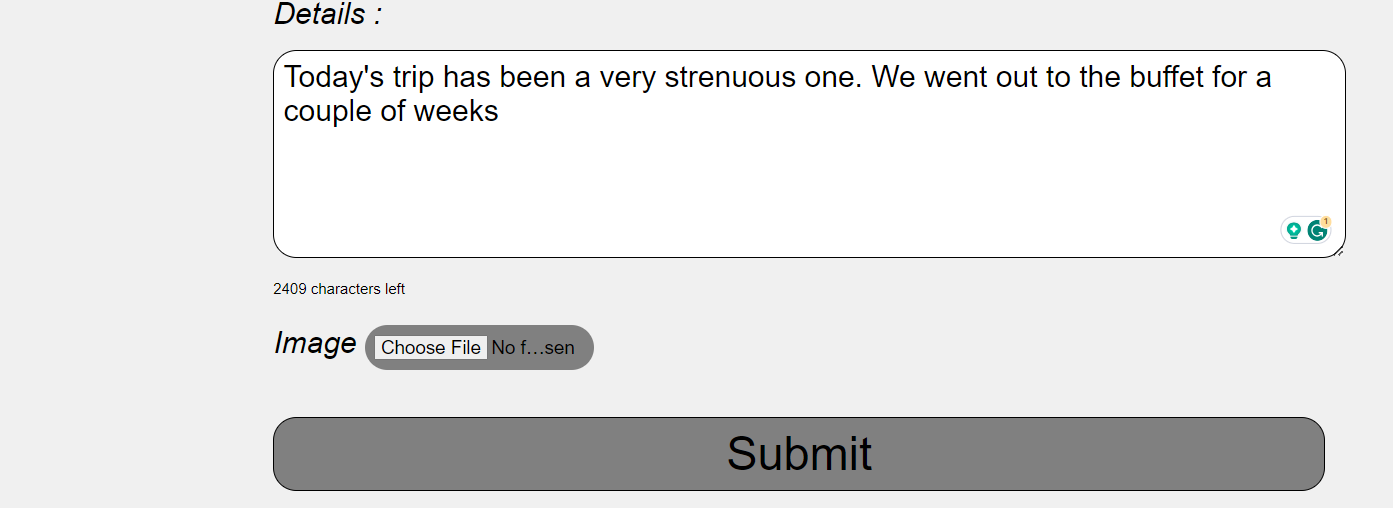 Details :
Today's trip has been a very strenuous one. We went out to the buffet for a
couple of weeks
1
2409 characters left
Image Choose File No f...sen
Submit